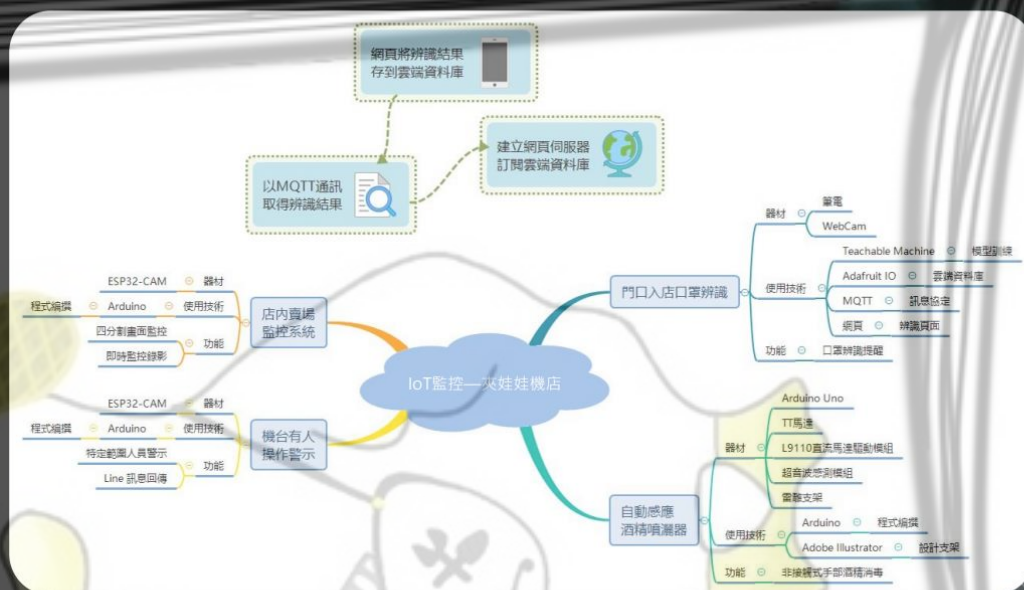 網頁將辨識結果
存到雲端資料庫
建立網頁伺服器
訂閱雲端資料庫
以MQTT通訊
取得辨識結果
IoT監控—夾娃娃機店
門口入店口罩辨識
器材
筆電
WebCam
使用技術
Teachable Machine 模型訓練
Adafruit IO 雲端資料庫
MQTT 訊息協定
網頁 辨識頁面
功能 口罩辨識提醒
店內賣場
監控系統
ESP32-CAM 器材
程式編撰 Arduino 使用技術
四分割畫面監控
即時監控錄影
功能
機台有人
操作警示
ESP32-CAM 器材
程式編撰 Arduino 使用技術
特定範圍人員警示
Line 訊息回傳
功能
自動感應
酒精噴灑器
器材
Arduino Uno
TT馬達
L9110直流馬達驅動模組
超音波感測模組
雷雕支架
使用技術
Arduino 程式編撰
Adobe Illustrator 設計支架
功能 非接觸式手部酒精消毒